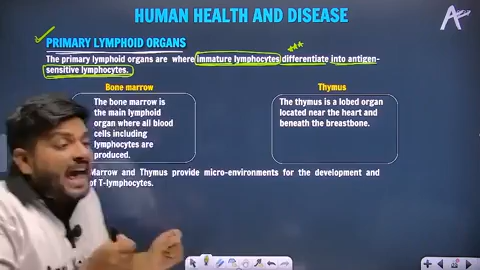 HUMAN HEALTH AND DISEASE
PRIMARY LYMPHOID ORGANS
The primary lymphoid organs are where immature lymphocytes differentiate into antigen-
sensitive lymphocytes.
Bone marrow
The bone marrow is
the main lymphoid
organ where all blood
cells including
lymphocytes are
produced.
Thymus
The thymus is a lobed organ
located near the heart and
beneath the breastbone.
Marrow and Thymus provide micro-environments for the development and
of T-lymphocytes.